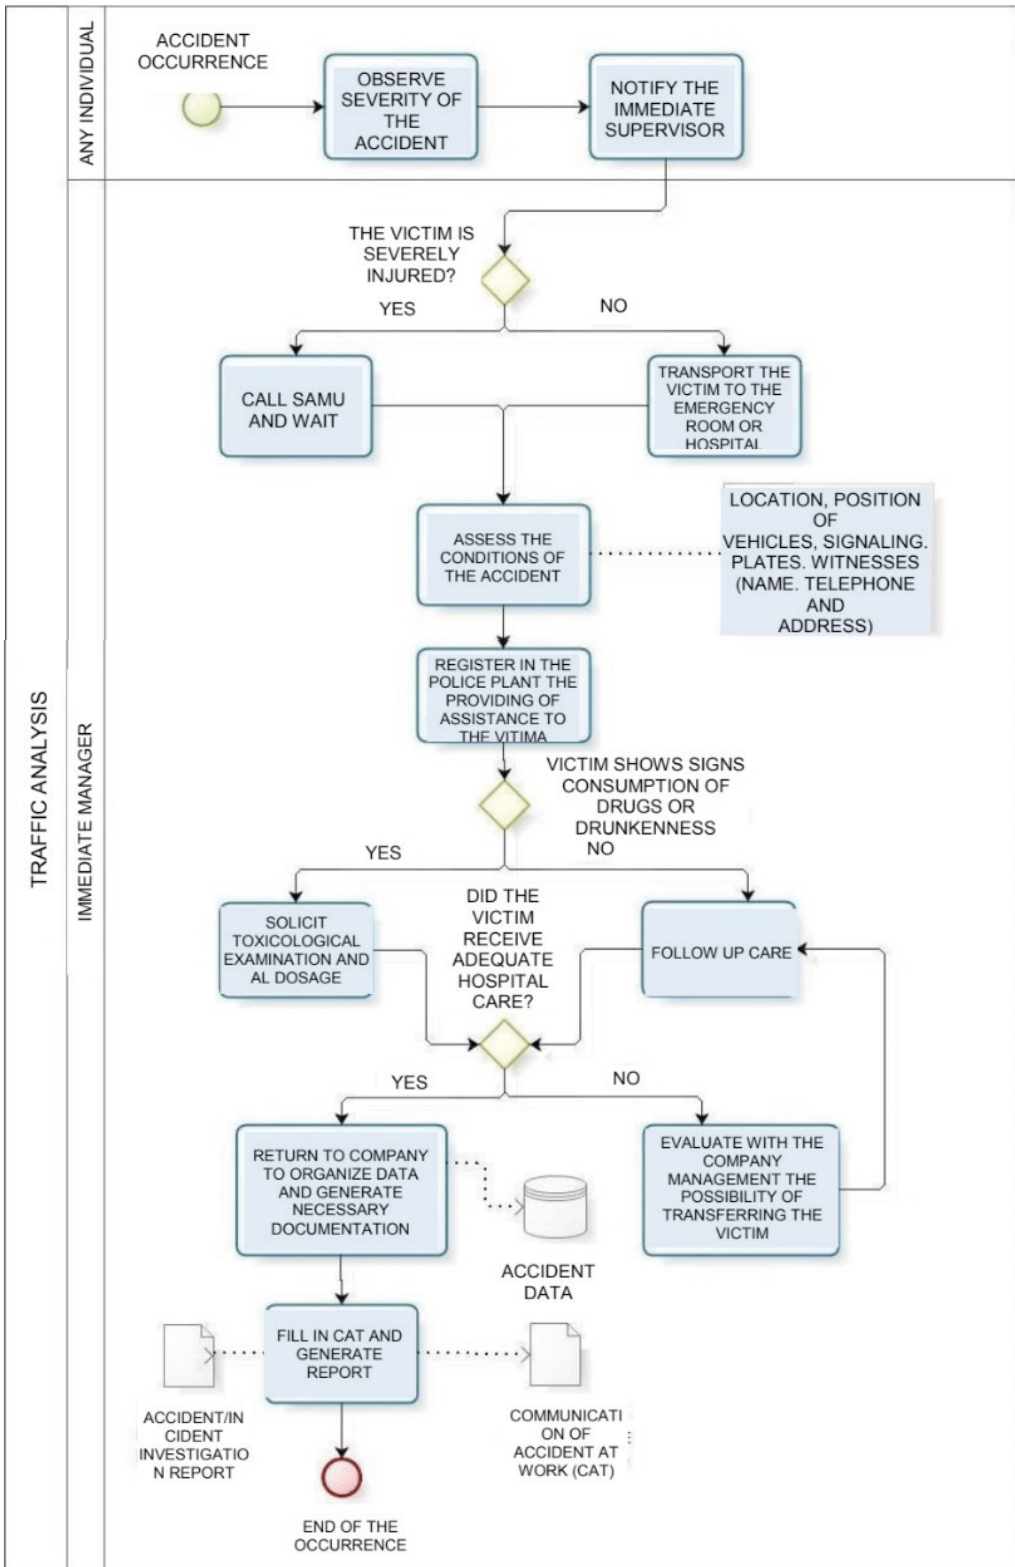 TRAFFIC ANALYSIS
ANY INDIVIDUAL
ACCIDENT
OCCURRENCE
OBSERVE
SEVERITY OF
THE
ACCIDENT
NOTIFY THE
IMMEDIATE
SUPERVISOR
IMMEDIATE MANAGER
THE VICTIM IS
SEVERELY
INJURED?
YES
NO
CALL SAMU
AND WAIT
TRANSPORT THE
VICTIM TO THE
EMERGENCY
ROOM OR
HOSPITAL
ASSESS THE
CONDITIONS OF
THE ACCIDENT
LOCATION, POSITION
OF
VEHICLES, SIGNALING.
PLATES. WITNESSES
(NAME. TELEPHONE
AND
ADDRESS)
REGISTER IN THE
POLICE PLANT THE
PROVIDING OF
ASSISTANCE TO
THE VITIMA
VICTIM SHOWS SIGNS
CONSUMPTION OF
DRUGS OR
DRUNKENNESS
YES
NO
SOLICIT
TOXICOLOGICAL
EXAMINATION AND
AL DOSAGE
DID THE
VICTIM
RECEIVE
ADEQUATE
HOSPITAL
CARE?
FOLLOW UP CARE
YES
NO
RETURN TO COMPANY
TO ORGANIZE DATA
AND GENERATE
NECESSARY
DOCUMENTATION
ACCIDENT
DATA
EVALUATE WITH THE
COMPANY
MANAGEMENT THE
POSSIBILITY OF
TRANSFERRING THE
VICTIM
FILL IN CAT AND
GENERATE
REPORT
ACCIDENT/IN
CIDENT
INVESTIGATIO
N REPORT
COMMUNICATI
ON OF
ACCIDENT AT
WORK (CAT)
END OF THE
OCCURRENCE